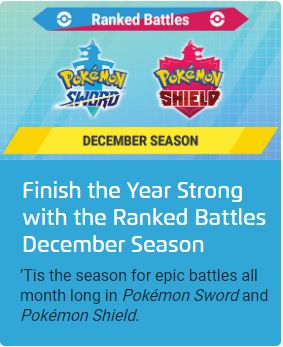 Ranked Battles
POKéMON POKéMON
SWORD SHIELD
DECEMBER SEASON
Finish the Year Strong
with the Ranked Battles
December Season
'Tis the season for epic battles all
month long in Pokémon Sword and
Pokémon Shield.